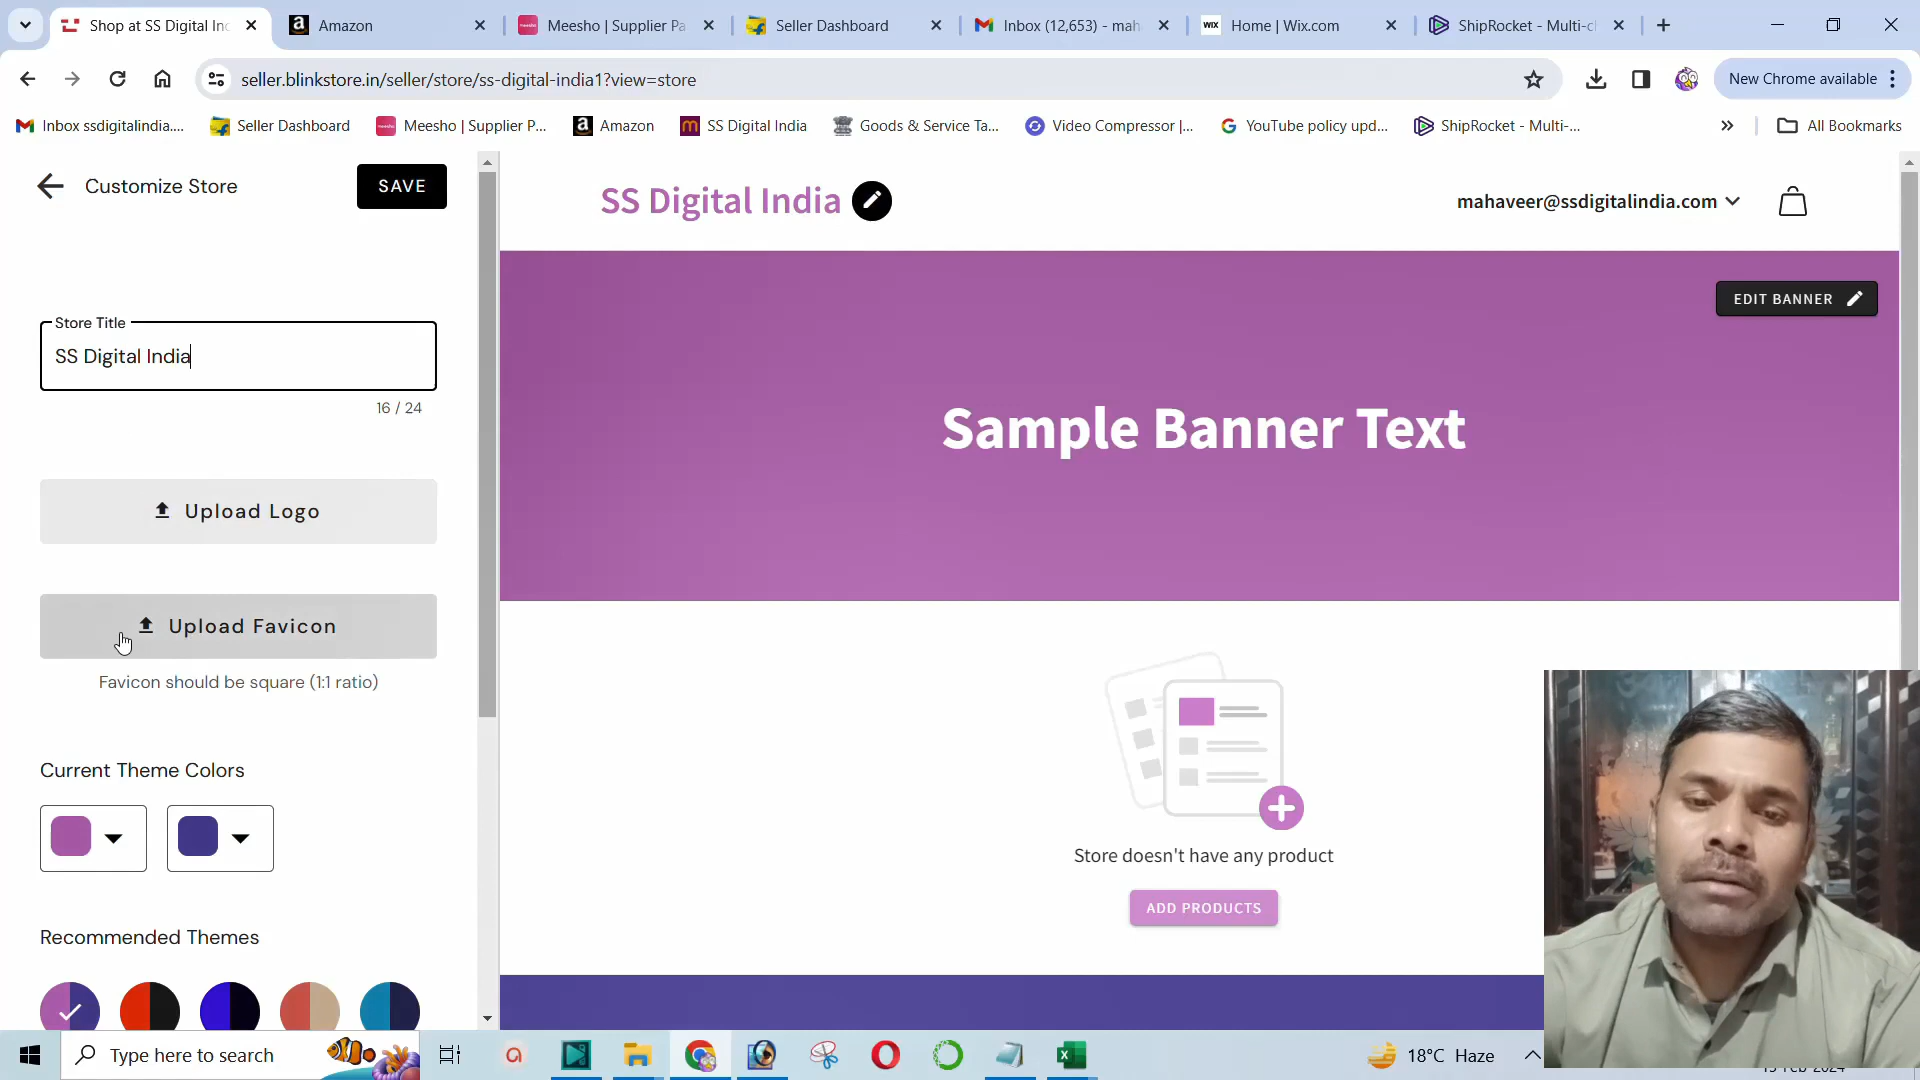 Shop at SS Digital Inc
Amazon
Meesho | Supplier Pa
Seller Dashboard
Inbox (12,653) - mah
WIX Home | Wix.com
ShipRocket - Multi-cl
seller.blinkstore.in/seller/store/ss-digital-india1?view=store
New Chrome available
Inbox ssdigitalindia....
Seller Dashboard
Meesho | Supplier P...
Amazon
SS Digital India
Goods & Service Ta...
Video Compressor |...
YouTube policy upd...
ShipRocket - Multi-...
All Bookmarks
Customize Store
SAVE
SS Digital India
mahaveer@ssdigitalindia.com
EDIT BANNER
Store Title
SS Digital India
16 / 24
Sample Banner Text
Upload Logo
Upload Favicon
Favicon should be square (1:1 ratio)
Current Theme Colors
Store doesn't have any product
ADD PRODUCTS
Recommended Themes
Type here to search
18°C Haze